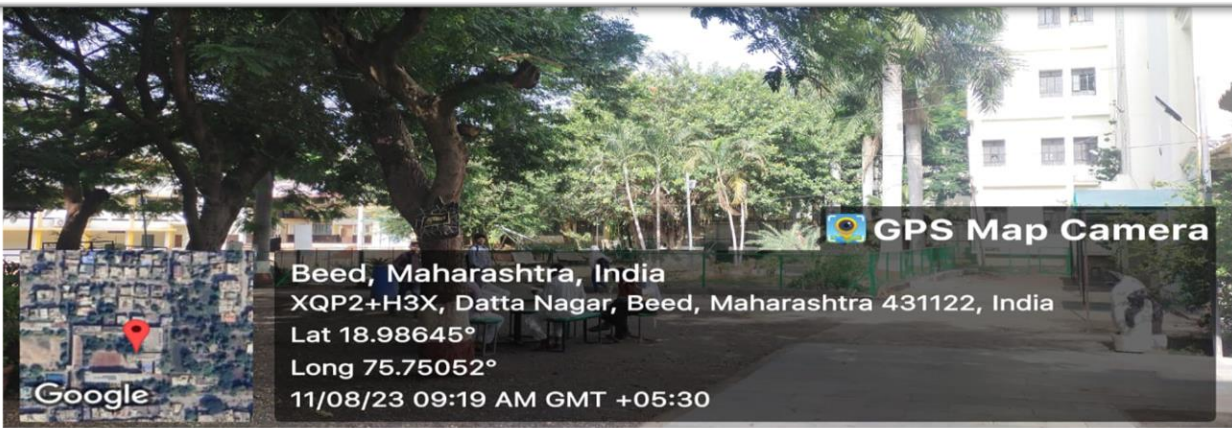 GPS Map Camera
Beed, Maharashtra, India
XQP2+H3X, Datta Nagar, Beed, Maharashtra 431122, India
Lat 18.98645°
Long 75.75052°
11/08/23 09:19 AM GMT +05:30
Google